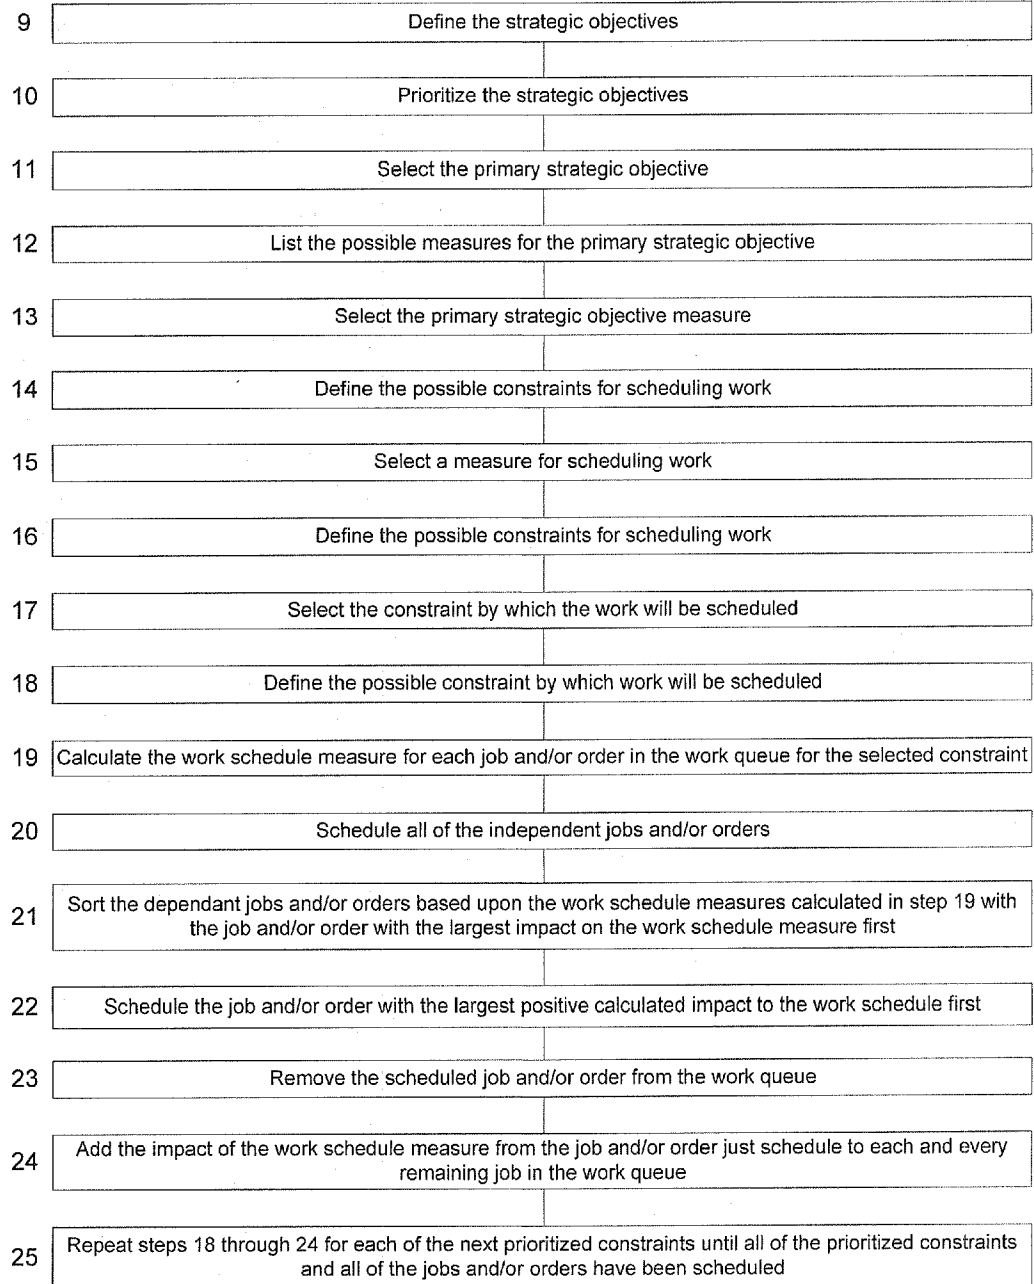 9 Define the strategic objectives
10 Prioritize the strategic objectives
11 Select the primary strategic objective
12 List the possible measures for the primary strategic objective
13 Select the primary strategic objective measure
14 Define the possible constraints for scheduling work
15 Select a measure for scheduling work
16 Define the possible constraints for scheduling work
17 Select the constraint by which the work will be scheduled
18 Define the possible constraint by which work will be scheduled
19 Calculate the work schedule measure for each job and/or order in the work queue for the selected constraint
20 Schedule all of the independent jobs and/or orders
21 Sort the dependant jobs and/or orders based upon the work schedule measures calculated in step 19 with
the job and/or order with the largest impact on the work schedule measure first
22 Schedule the job and/or order with the largest positive calculated impact to the work schedule first
23 Remove the scheduled job and/or order from the work queue
24 Add the impact of the work schedule measure from the job and/or order just schedule to each and every
remaining job in the work queue
25 Repeat steps 18 through 24 for each of the next prioritized constraints until all of the prioritized constraints
and all of the jobs and/or orders have been scheduled